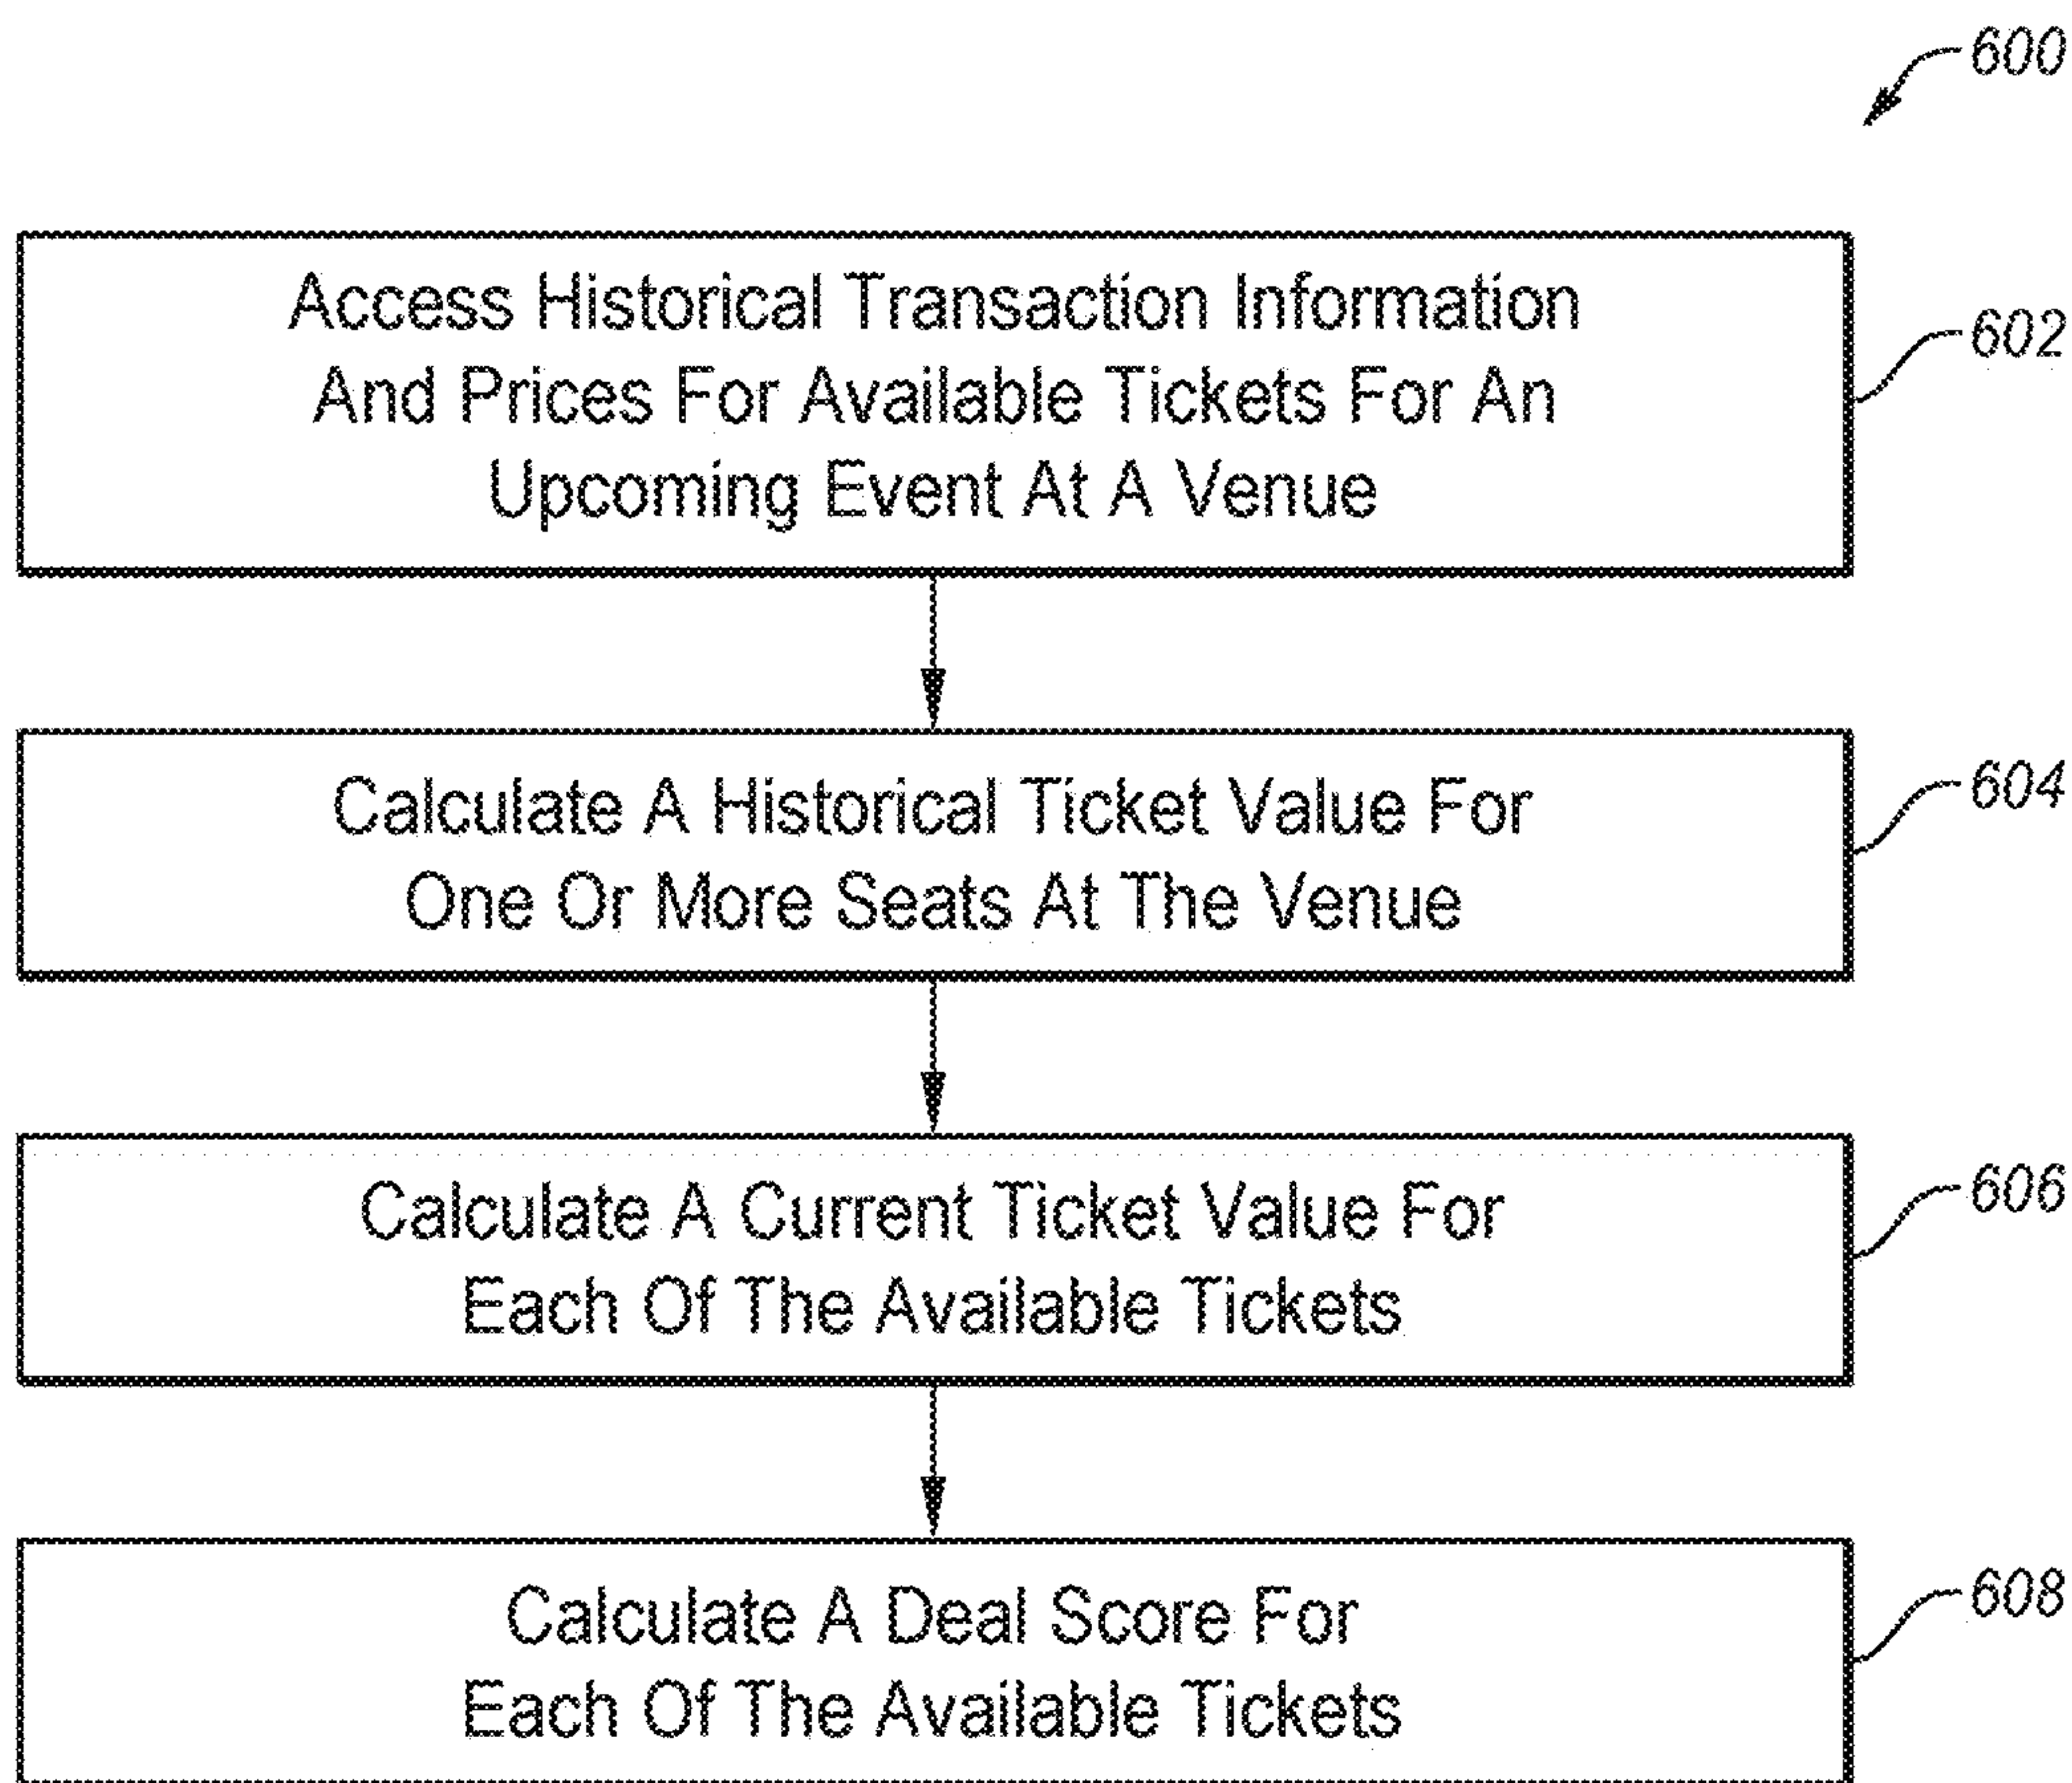 600
Access Historical Transaction Information
And Prices For Available Tickets For An
Upcoming Event At A Venue
602
Calculate A Historical Ticket Value For
One Or More Seats At The Venue
604
Calculate A Current Ticket Value For
Each Of The Available Tickets
606
Calculate A Deal Score For
Each Of The Available Tickets
608